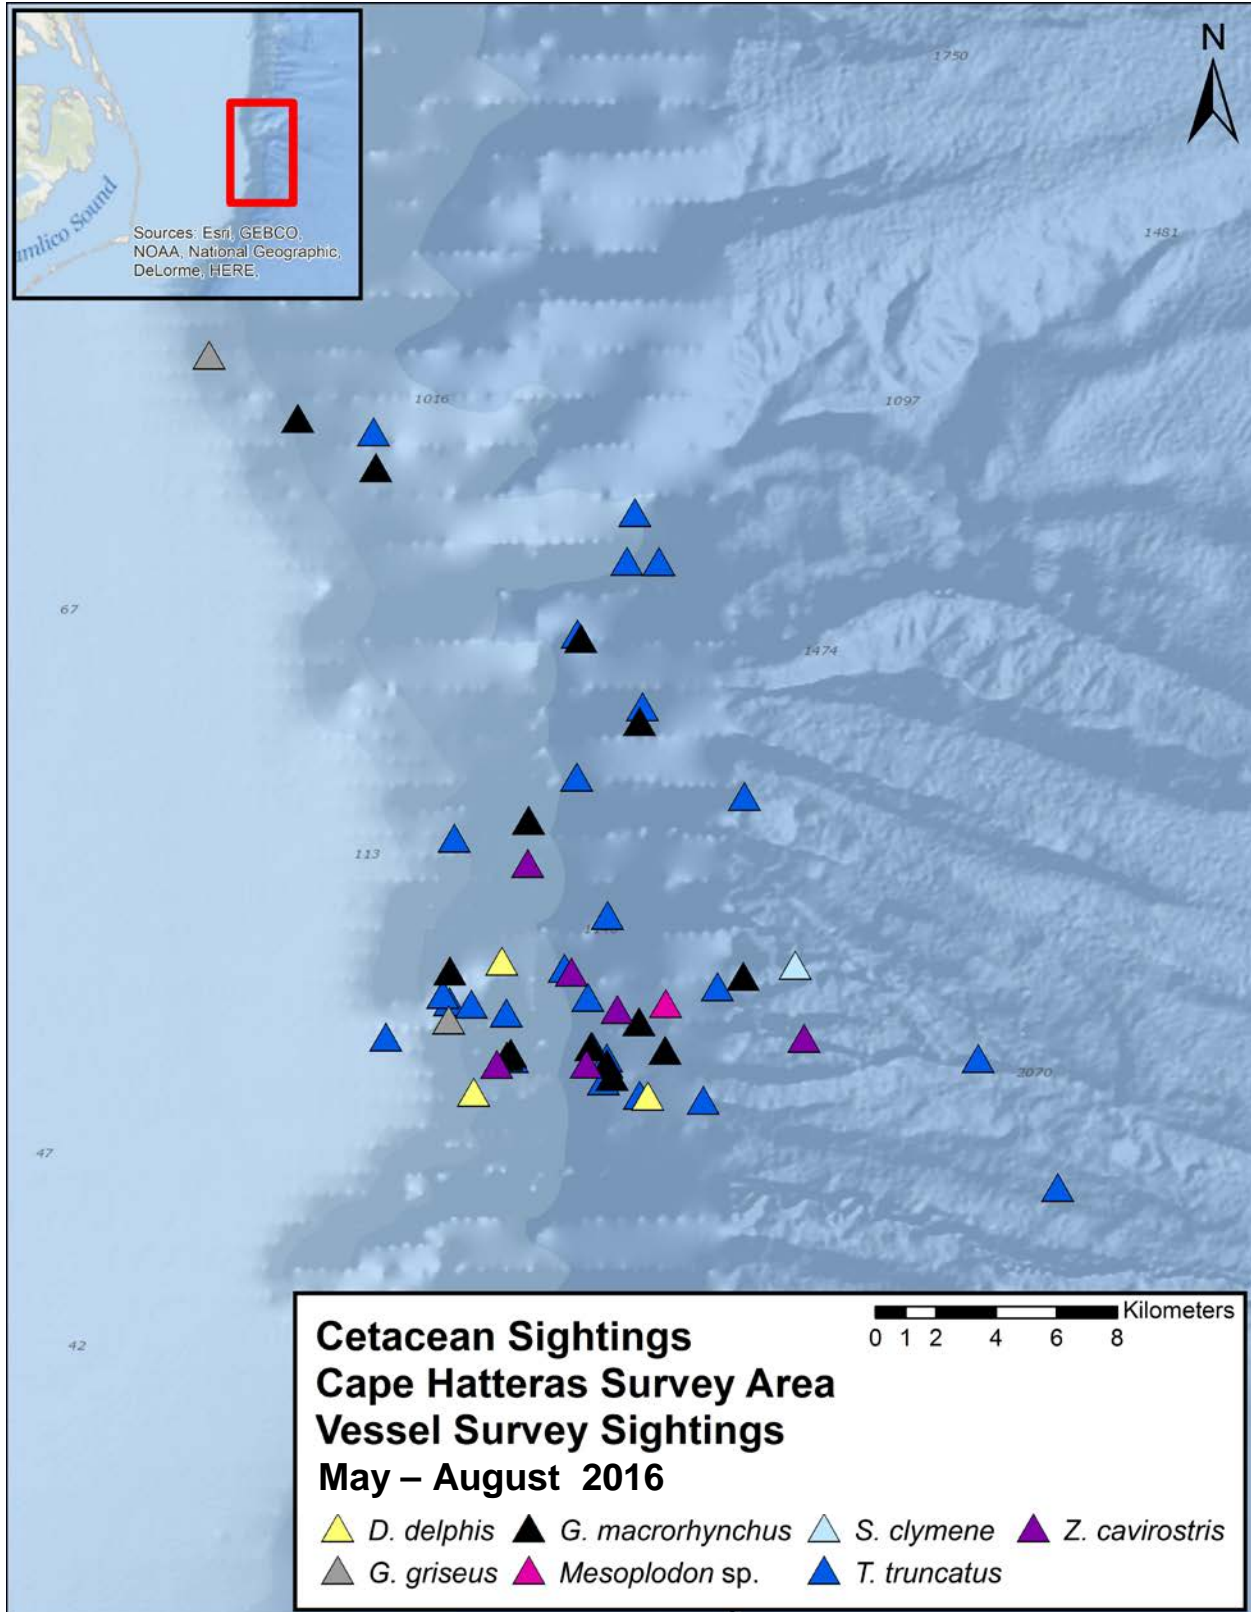 N
1750
amlico Sound
Sources: Esri, GEBCO,
NOAA, National Geographic,
DeLorme, HERE,
1481
1016
1097
67
1474
113
2070
47
42
Cetacean Sightings
Cape Hatteras Survey Area
Vessel Survey Sightings
May – August 2016
Kilometers
0 1 2 4 6 8
D. delphis G. macrorhynchus S. clymene Z. cavirostris
G. griseus Mesoplodon sp. T. truncatus